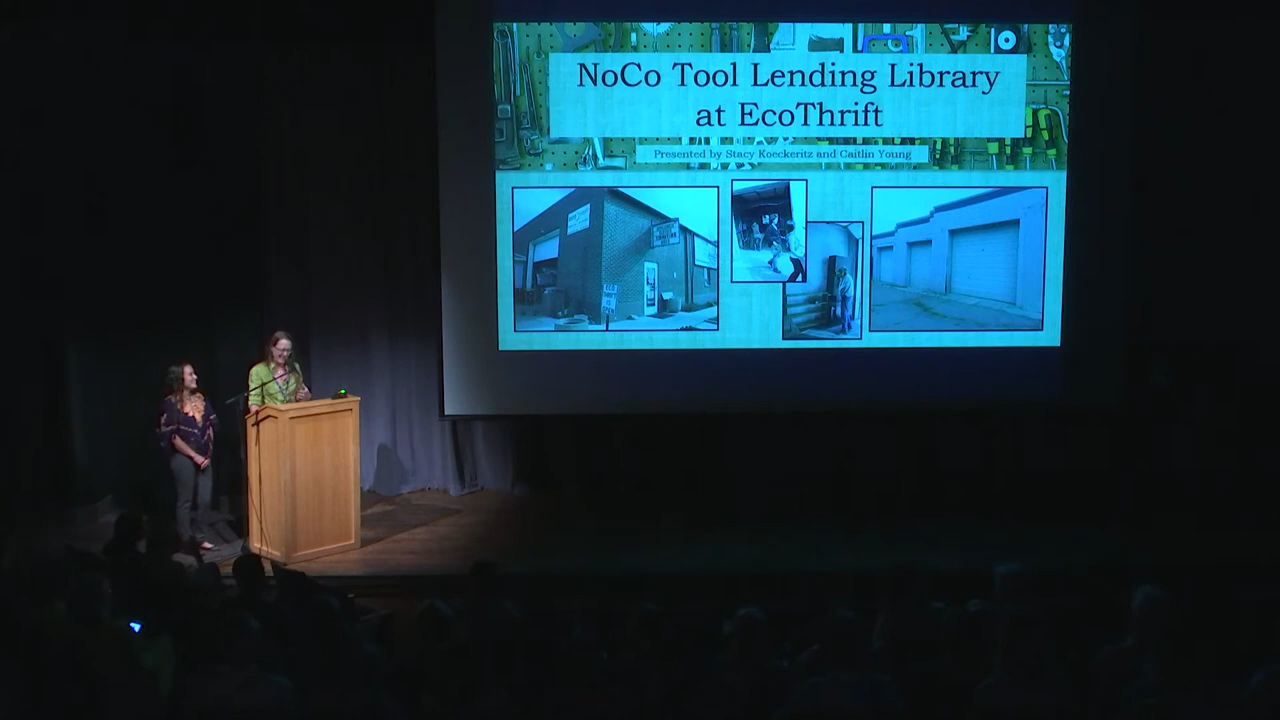 NoCo Tool Lending Library
at EcoThrift
Presented by Stacy Koeckeritz and Caitlin Young